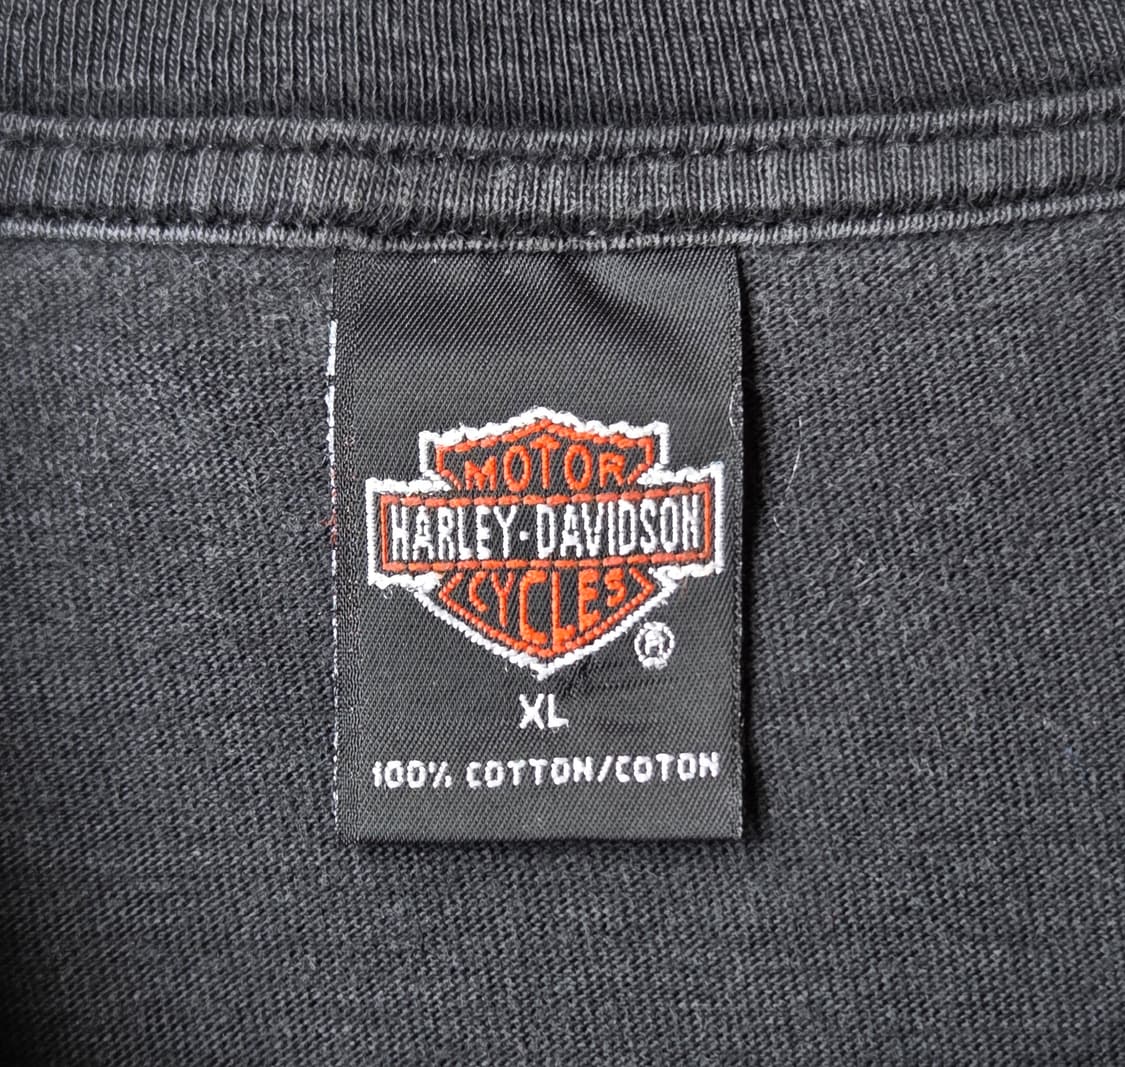 MOTOR
HARLEY-DAVIDSON
CYCLES
®
XL
100% COTTON/COTON